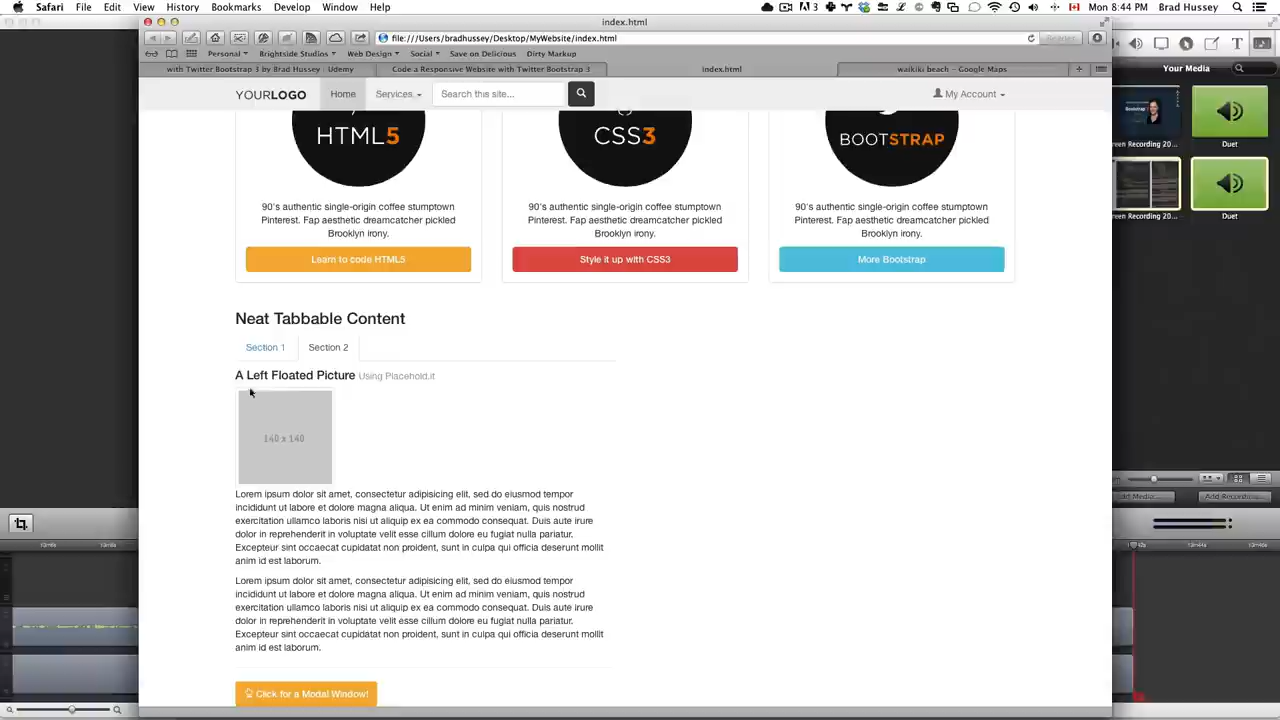 Safari File Edit View History Bookmarks Develop Window Help
3 Mon 8:44 PM Brad Hussey
index.html
file:///Users/bradhussey/Desktop/MyWebsite/index.html
Reader
Personal Brightside Studios Web Design Social Save on Delicious Dirty Markup
with Twitter Bootstrap 3 by Brad Hussey | Udemy
Code a Responsive Website with Twitter Bootstrap 3
index.html
waikiki beach – Google Maps
Your Media
YOURLOGO Home Services Search this site... My Account
HTML5
CSS3
BOOTSTRAP
Duet
een Recording 20...
Duet
een Recording 20...
90's authentic single-origin coffee stumptown
Pinterest. Fap aesthetic dreamcatcher pickled
Brooklyn irony.
Learn to code HTML5
90's authentic single-origin coffee stumptown
Pinterest. Fap aesthetic dreamcatcher pickled
Brooklyn irony.
Style it up with CSS3
90's authentic single-origin coffee stumptown
Pinterest. Fap aesthetic dreamcatcher pickled
Brooklyn irony.
More Bootstrap
Neat Tabbable Content
Section 1 Section 2
A Left Floated Picture Using Placehold.it
140 x 140
Lorem ipsum dolor sit amet, consectetur adipisicing elit, sed do eiusmod tempor
incididunt ut labore et dolore magna aliqua. Ut enim ad minim veniam, quis nostrud
exercitation ullamco laboris nisi ut aliquip ex ea commodo consequat. Duis aute irure
dolor in reprehenderit in voluptate velit esse cillum dolore eu fugiat nulla pariatur.
Excepteur sint occaecat cupidatat non proident, sunt in culpa qui officia deserunt mollit
anim id est laborum.
Lorem ipsum dolor sit amet, consectetur adipisicing elit, sed do eiusmod tempor
incididunt ut labore et dolore magna aliqua. Ut enim ad minim veniam, quis nostrud
exercitation ullamco laboris nisi ut aliquip ex ea commodo consequat. Duis aute irure
dolor in reprehenderit in voluptate velit esse cillum dolore eu fugiat nulla pariatur.
Excepteur sint occaecat cupidatat non proident, sunt in culpa qui officia deserunt mollit
anim id est laborum.
Click for a Modal Window!
Add Recording...